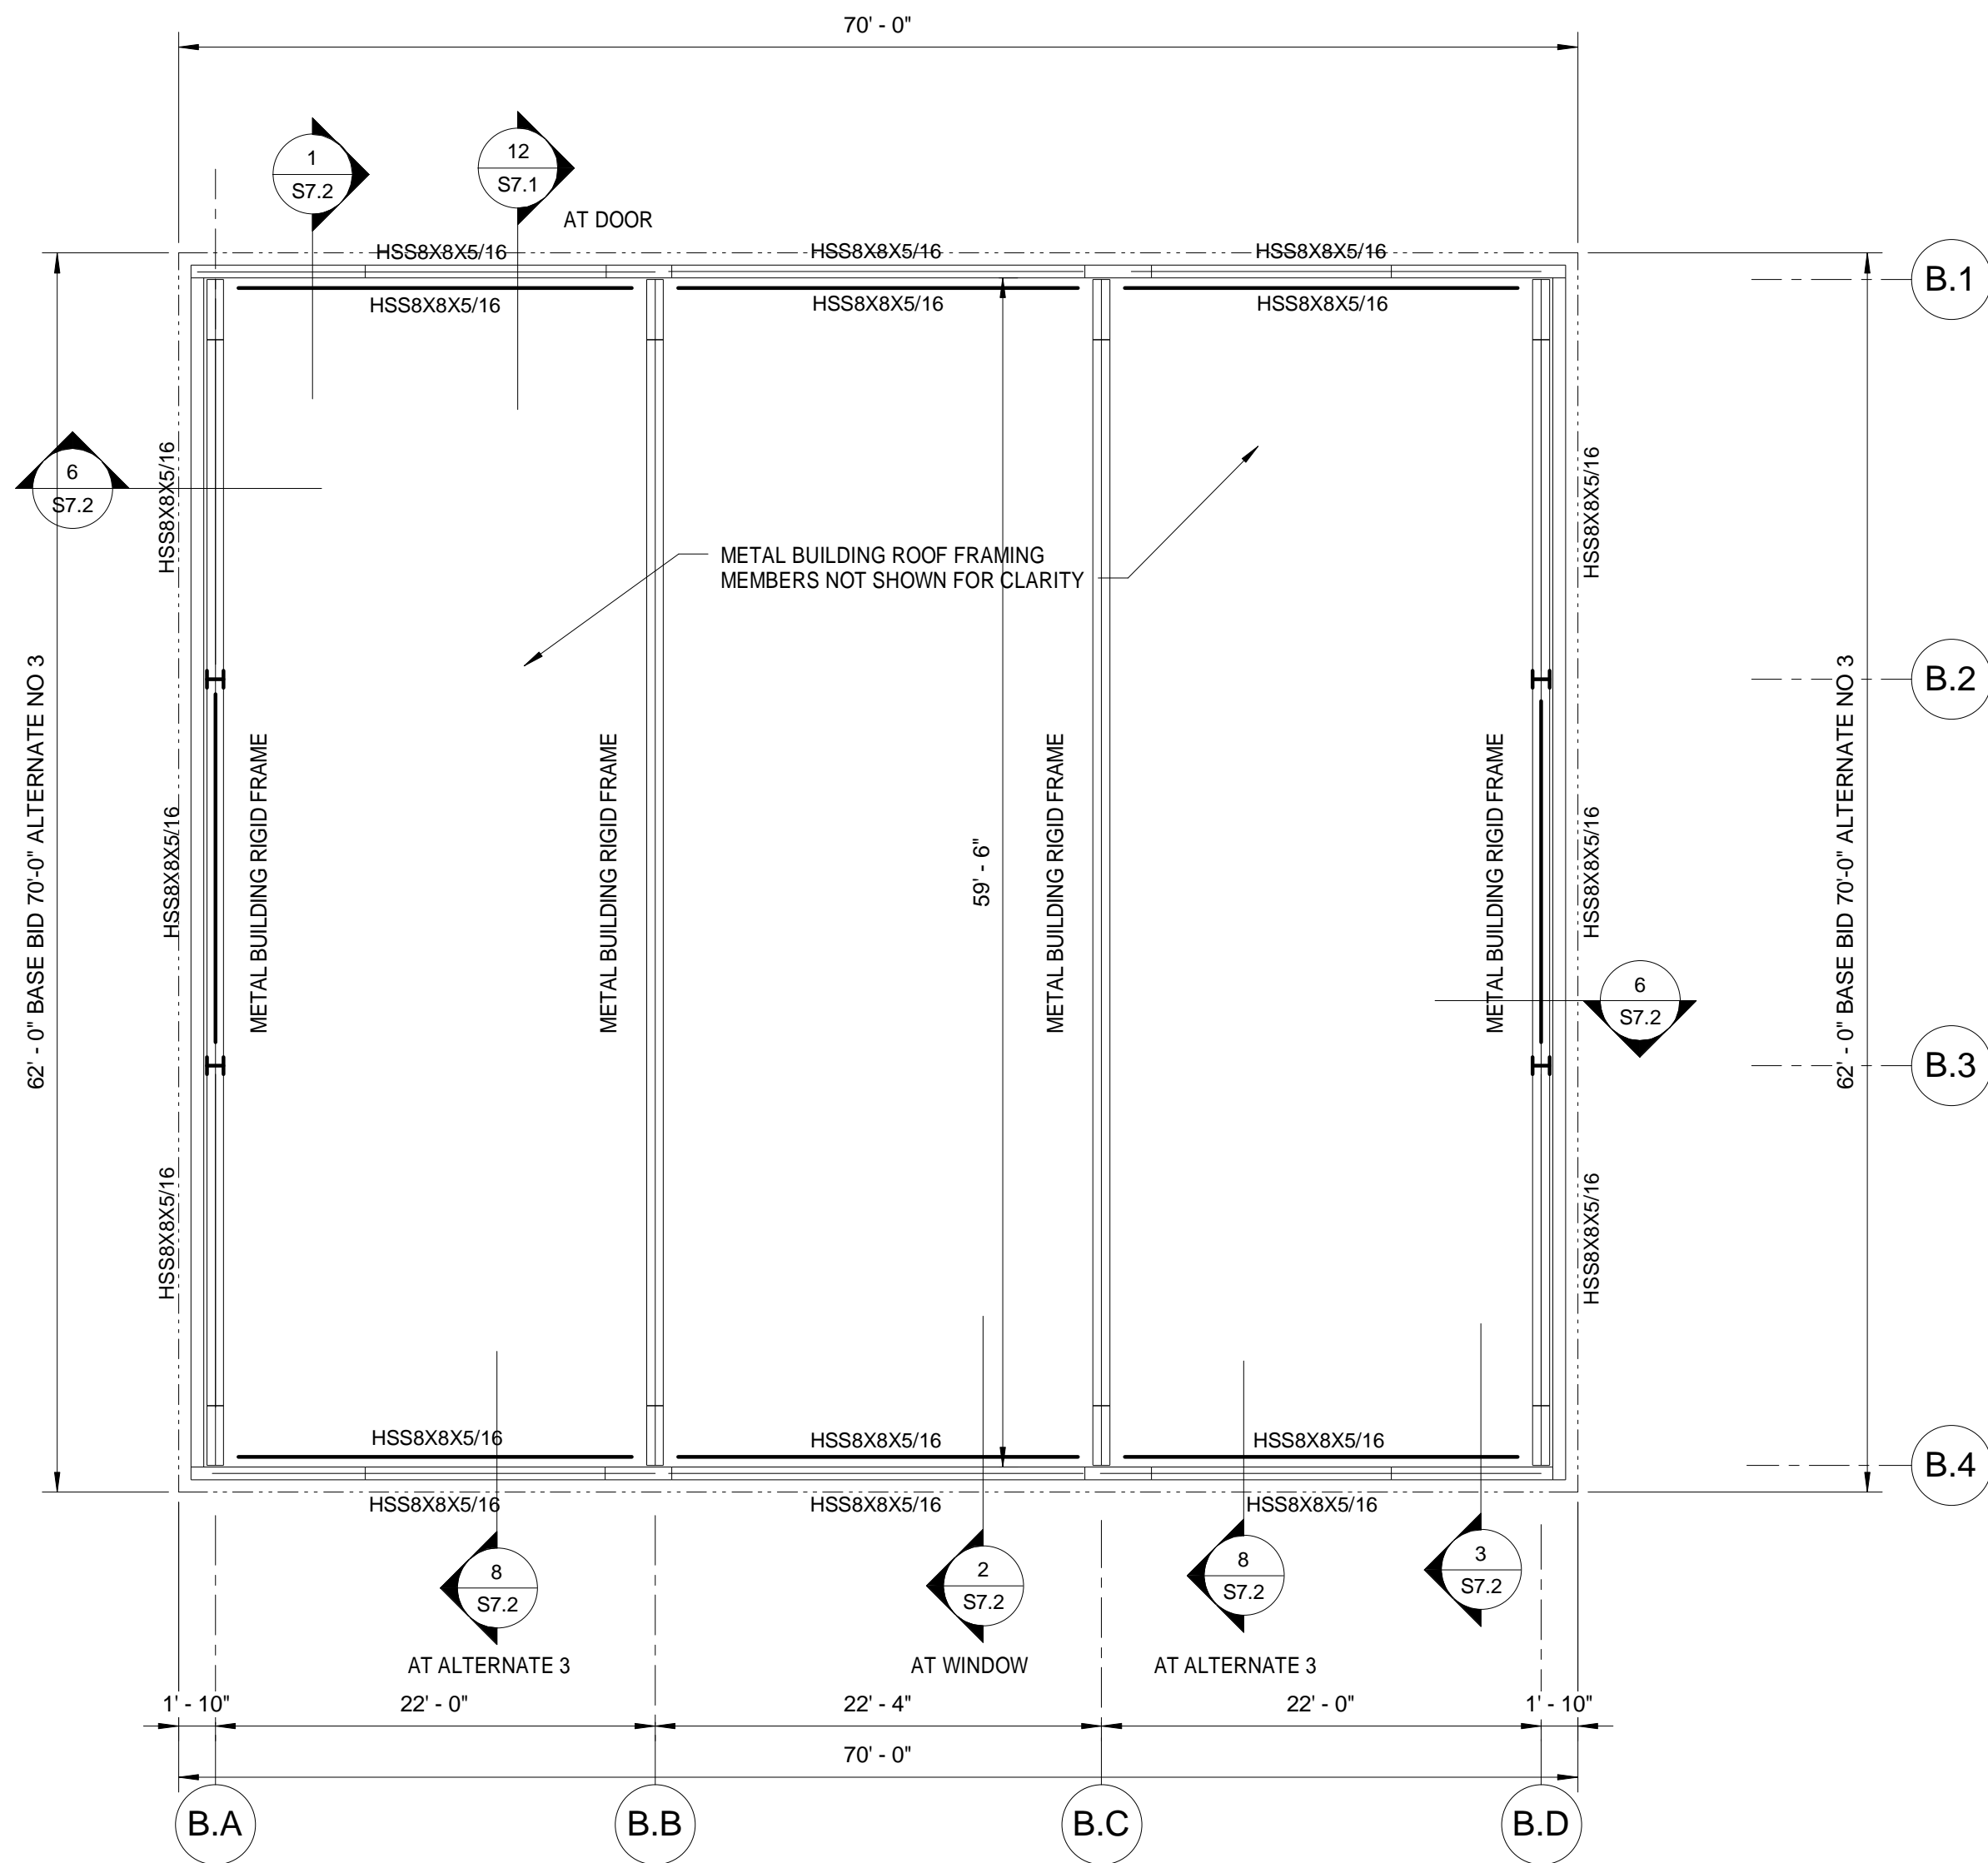 70' - 0"
1
S7.2
12
S7.1
AT DOOR
HSS8X8X5/16
HSS8X8X5/16
HSS8X8X5/16
HSS8X8X5/16
HSS8X8X5/16
HSS8X8X5/16
B.1
6
S7.2
HSS8X8X5/16
HSS8X8X5/16
METAL BUILDING ROOF FRAMING
MEMBERS NOT SHOWN FOR CLARITY
B.2
62' - 0" BASE BID 70'-0" ALTERNATE NO 3
HSS8X8X5/16
METAL BUILDING RIGID FRAME
METAL BUILDING RIGID FRAME
59' - 6"
METAL BUILDING RIGID FRAME
METAL BUILDING RIGID FRAME
HSS8X8X5/16
62' - 0" BASE BID 70'-0" ALTERNATE NO 3
6
S7.2
B.3
HSS8X8X5/16
HSS8X8X5/16
HSS8X8X5/16
HSS8X8X5/16
HSS8X8X5/16
B.4
HSS8X8X5/16
HSS8X8X5/16
HSS8X8X5/16
8
S7.2
2
S7.2
8
S7.2
3
S7.2
AT ALTERNATE 3
AT WINDOW
AT ALTERNATE 3
1' - 10"
22' - 0"
22' - 4"
22' - 0"
1' - 10"
70' - 0"
B.A
B.B
B.C
B.D